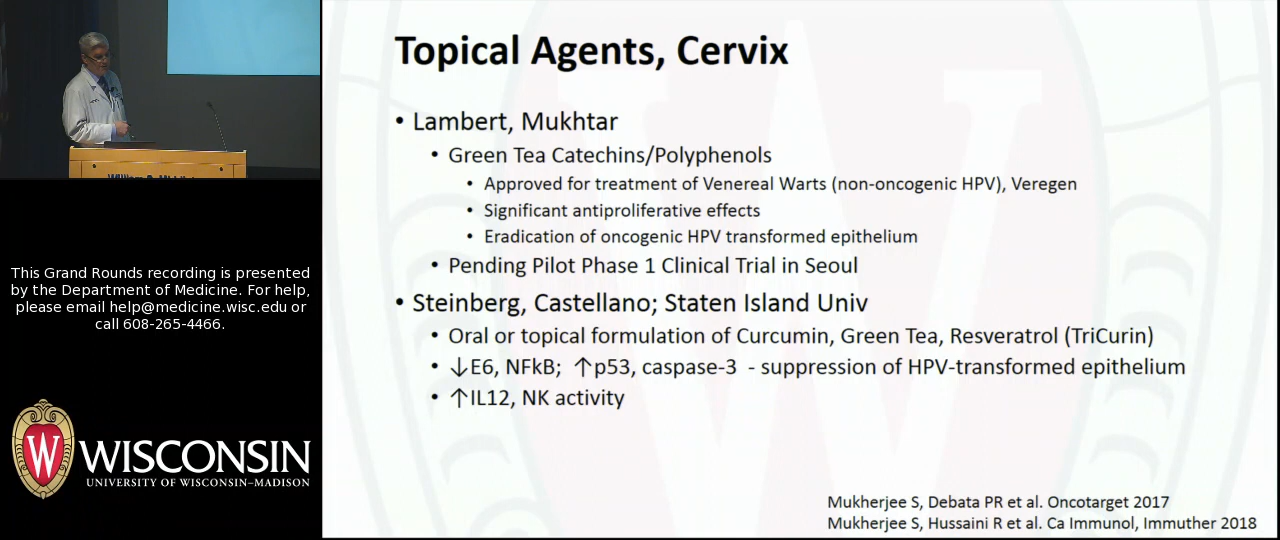 Topical Agents, Cervix
• Lambert, Mukhtar
• Green Tea Catechins/Polyphenols
• Approved for treatment of Venereal Warts (non-oncogenic HPV), Veregen
• Significant antiproliferative effects
• Eradication of oncogenic HPV transformed epithelium
• Pending Pilot Phase 1 Clinical Trial in Seoul
• Steinberg, Castellano; Staten Island Univ
• Oral or topical formulation of Curcumin, Green Tea, Resveratrol (TriCurin)
• ↓E6, NFkB; ↑p53, caspase-3 - suppression of HPV-transformed epithelium
• ↑IL12, NK activity
Mukherjee S, Debata PR et al. Oncotarget 2017
Mukherjee S, Hussaini R et al. Ca Immunol, Immuther 2018
This Grand Rounds recording is presented
by the Department of Medicine. For help,
please email help@medicine.wisc.edu or
call 608-265-4466.
W
WISCONSIN
UNIVERSITY OF WISCONSIN–MADISON